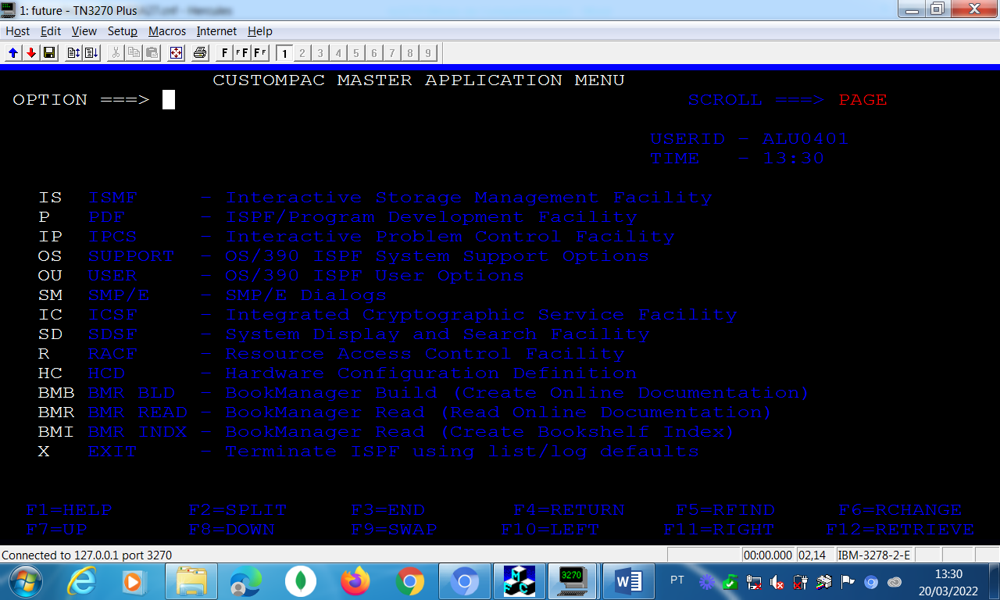 1: future - TN3270 Plus
Host Edit View Setup Macros Internet Help
F FF FF 1 2 3 4 5 6 7 8 9
CUSTOMPAC MASTER APPLICATION MENU
OPTION ===> SCROLL ===> PAGE
USERID - ALU0401
TIME - 13:30
IS ISMF - Interactive Storage Management Facility
P PDF - ISPF/Program Development Facility
IP IPCS - Interactive Problem Control Facility
OS SUPPORT - OS/390 ISPF System Support Options
OU USER - OS/390 ISPF User Options
SM SMP/E - SMP/E Dialogs
IC ICSF - Integrated Cryptographic Service Facility
SD SDSF - System Display and Search Facility
R RACF - Resource Access Control Facility
HC HCD - Hardware Configuration Definition
BMB BMR BLD - BookManager Build (Create Online Documentation)
BMR BMR READ - BookManager Read (Read Online Documentation)
BMI BMR INDX - BookManager Read (Create Bookshelf Index)
X EXIT - Terminate ISPF using list/log defaults
F1=HELP F2=SPLIT F3=END F4=RETURN F5=RFIND F6=RCHANGE
F7=UP F8=DOWN F9=SWAP F10=LEFT F11=RIGHT F12=RETRIEVE
Connected to 127.0.0.1 port 3270 00:00.000 02,14 IBM-3278-2-E
3270 PT 13:30
20/03/2022